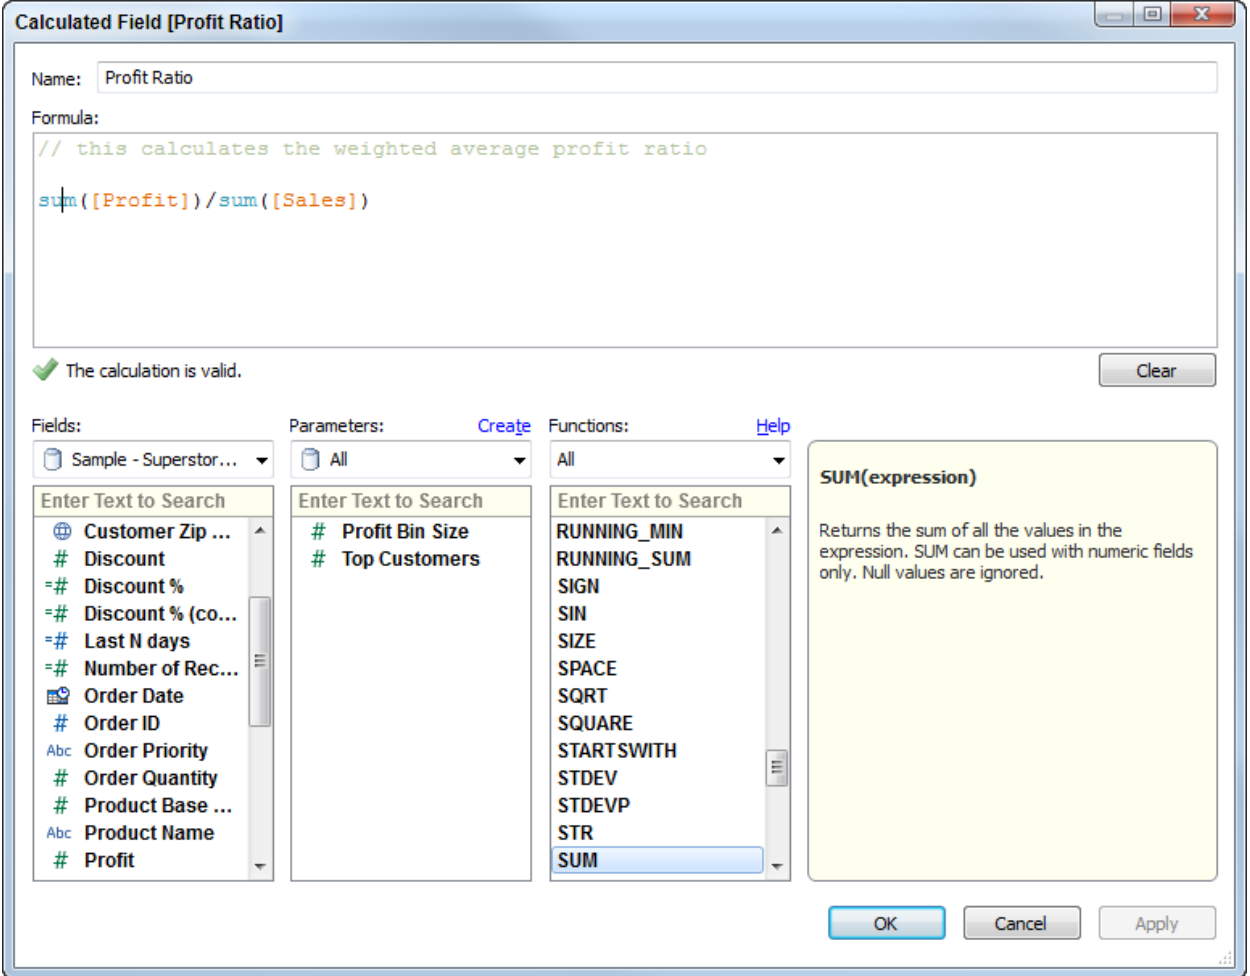 Calculated Field [Profit Ratio]
Name: Profit Ratio
Formula:
// this calculates the weighted average profit ratio
sum([Profit])/sum([Sales])
The calculation is valid.
Clear
Fields:
Sample - Superstor...
Enter Text to Search
Customer Zip ...
# Discount
=# Discount %
=# Discount % (co...
=# Last N days
=# Number of Rec...
Order Date
# Order ID
Abc Order Priority
# Order Quantity
# Product Base ...
Abc Product Name
# Profit
Parameters: Create
All
Enter Text to Search
# Profit Bin Size
# Top Customers
Functions: Help
All
Enter Text to Search
RUNNING_MIN
RUNNING_SUM
SIGN
SIN
SIZE
SPACE
SQRT
SQUARE
STARTSWITH
STDEV
STDEVP
STR
SUM
SUM(expression)
Returns the sum of all the values in the
expression. SUM can be used with numeric fields
only. Null values are ignored.
OK Cancel Apply